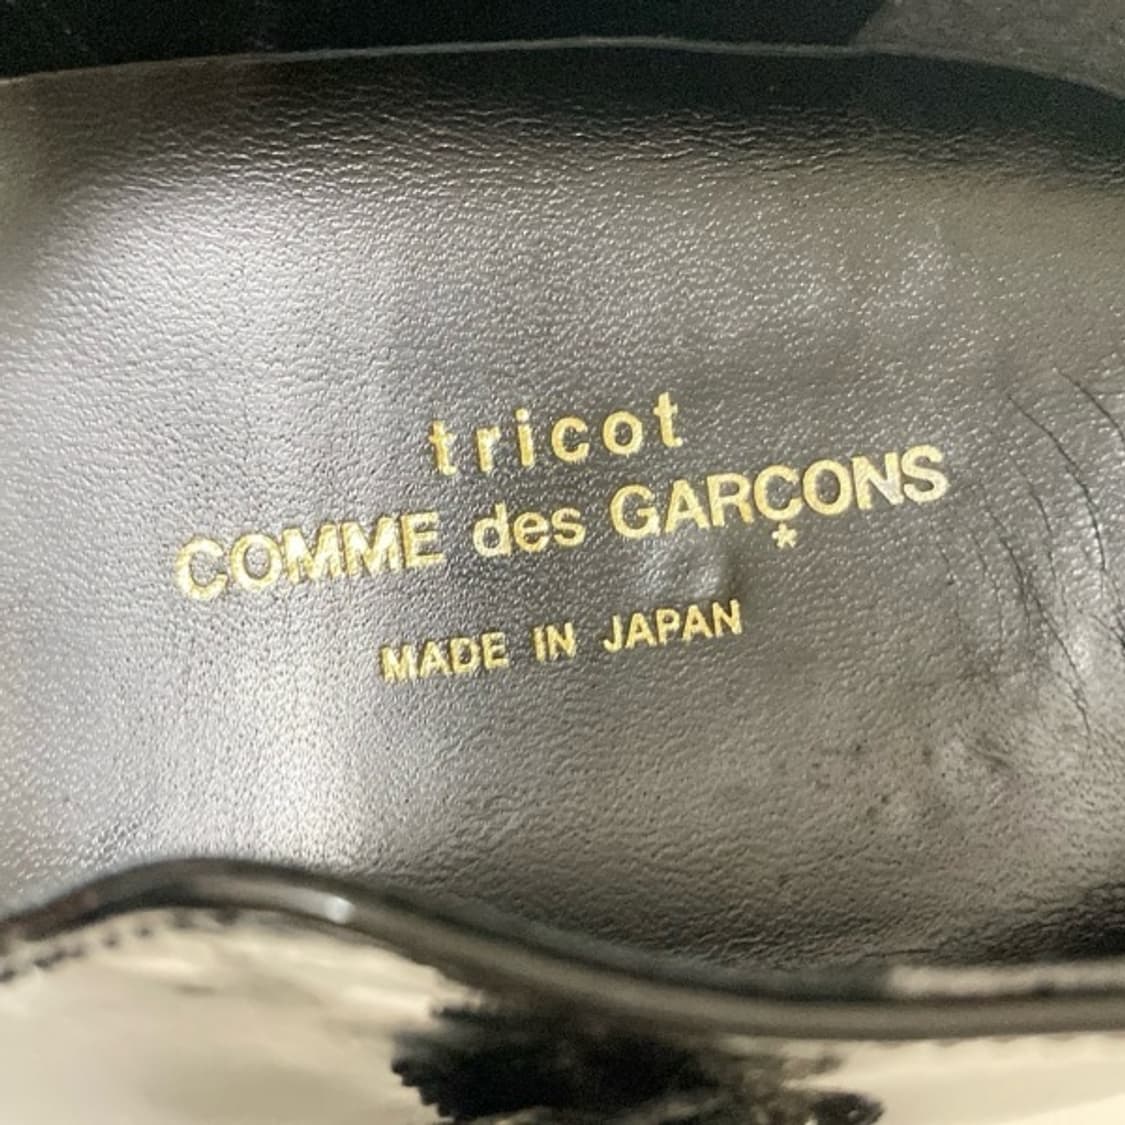 tricot
COMME des GARÇONS
*
MADE IN JAPAN